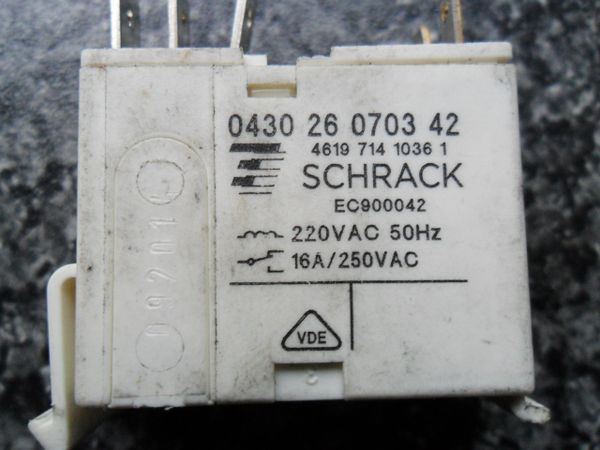 0430 26 0703 42
4619 714 1036 1
SCHRACK
EC900042
220VAC 50Hz
16A/250VAC
VDE